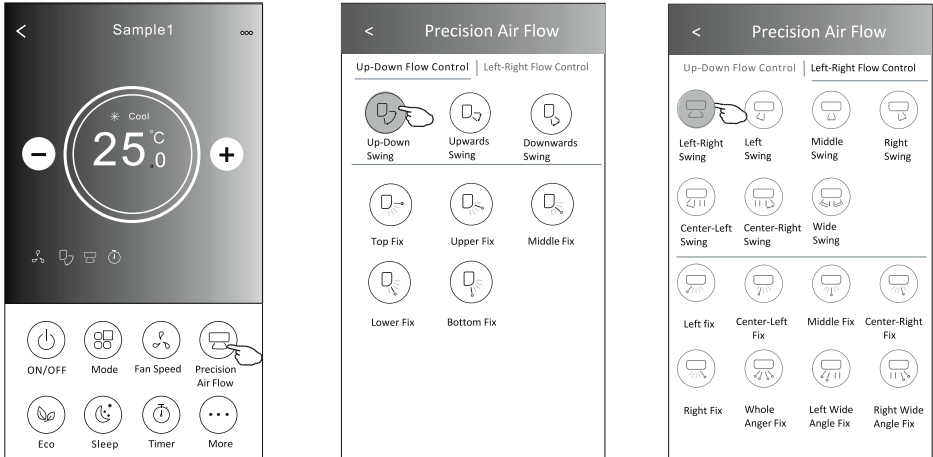 Sample1
Cool
25.0°C
ON/OFF
Mode
Fan Speed
Precision
Air Flow
Eco
Sleep
Timer
More
Precision Air Flow
Up-Down Flow Control
Left-Right Flow Control
Up-Down
Swing
Upwards
Swing
Downwards
Swing
Top Fix
Upper Fix
Middle Fix
Lower Fix
Bottom Fix
Precision Air Flow
Up-Down Flow Control
Left-Right Flow Control
Left-Right
Swing
Left
Swing
Middle
Swing
Right
Swing
Center-Left
Swing
Center-Right
Swing
Wide
Swing
Left fix
Center-Left
Fix
Middle Fix
Center-Right
Fix
Right Fix
Whole
Anger Fix
Left Wide
Angle Fix
Right Wide
Angle Fix